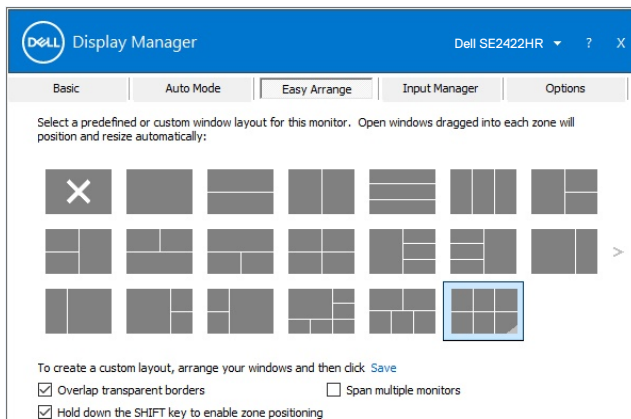 DELL Display Manager Dell SE2422HR ? X
Basic Auto Mode Easy Arrange Input Manager Options
Select a predefined or custom window layout for this monitor. Open windows dragged into each zone will
position and resize automatically:
>
To create a custom layout, arrange your windows and then click Save
Overlap transparent borders Span multiple monitors
Hold down the SHIFT key to enable zone positioning